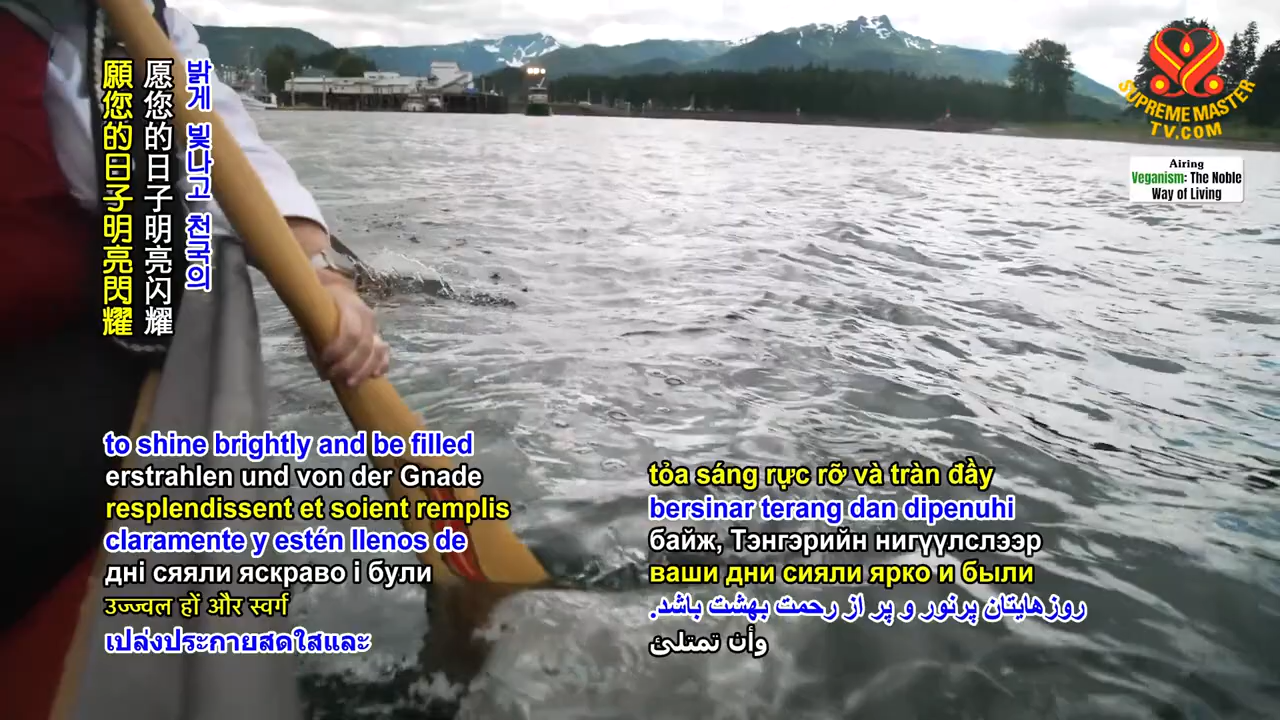 願您的日子明亮閃耀
愿您的日子明亮闪耀
밝게 빛나고 천국의
SUPREME MASTER
TV.COM
Airing
Veganism: The Noble
Way of Living
to shine brightly and be filled
erstrahlen und von der Gnade
resplendissent et soient remplis
claramente y estén llenos de
дні сяяли яскраво і були
उज्ज्वल हों और स्वर्ग
เปล่งประกายสดใสและ
tỏa sáng rực rỡ và tràn đầy
bersinar terang dan dipenuhi
байж, Тэнгэрийн нигүүлслээр
ваши дни сияли ярко и были
روزهایتان پرنور و پر از رحمت بهشت باشد.
وأن تمتلئ